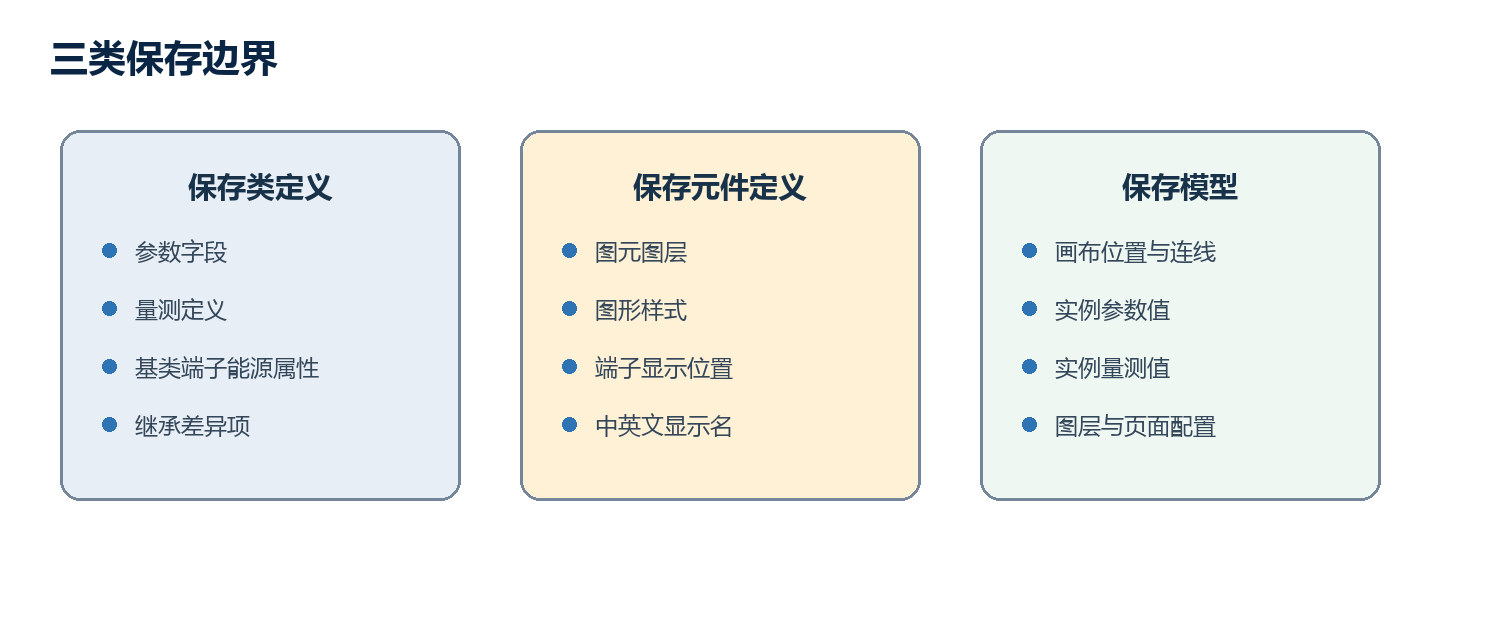 三类保存边界
保存类定义
参数字段
量测定义
基类端子能源属性
继承差异项
保存元件定义
图元图层
图形样式
端子显示位置
中英文显示名
保存模型
画布位置与连线
实例参数值
实例量测值
图层与页面配置